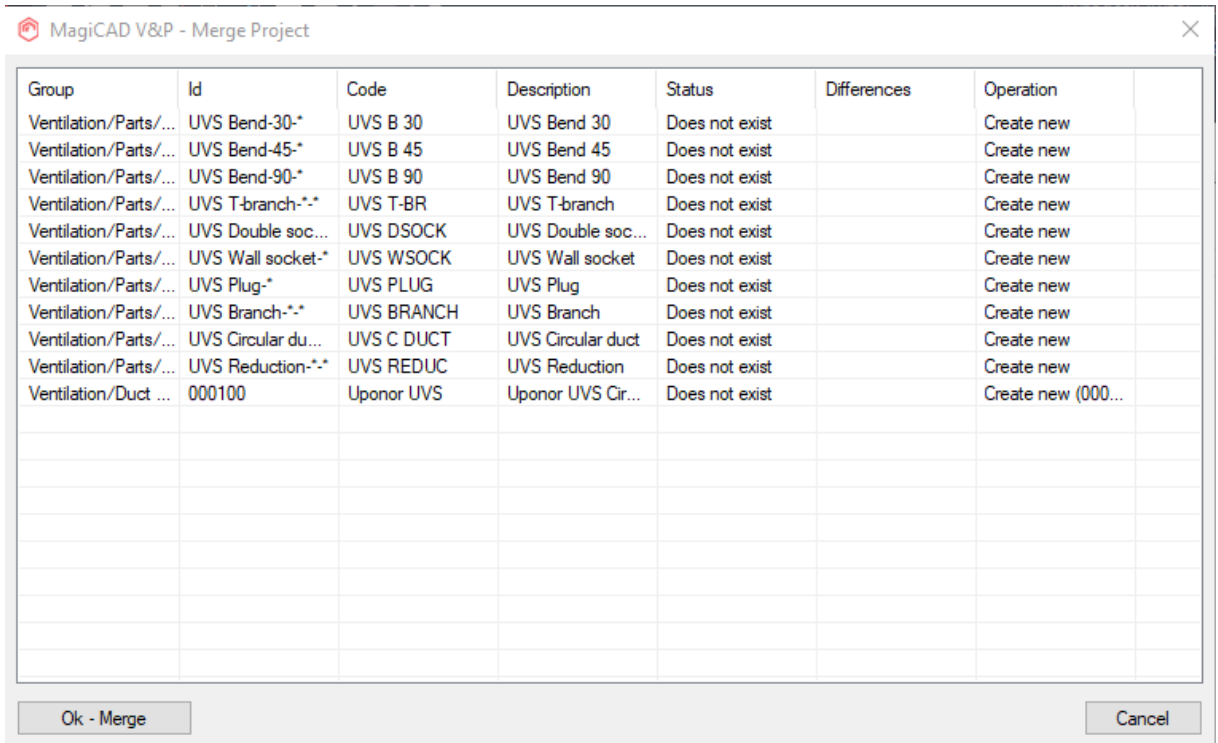 MagiCAD V&P - Merge Project
Group Id Code Description Status Differences Operation
Ventilation/Parts/... UVS Bend-30-* UVS B 30 UVS Bend 30 Does not exist Create new
Ventilation/Parts/... UVS Bend-45-* UVS B 45 UVS Bend 45 Does not exist Create new
Ventilation/Parts/... UVS Bend-90-* UVS B 90 UVS Bend 90 Does not exist Create new
Ventilation/Parts/... UVS T-branch-*-* UVS T-BR UVS T-branch Does not exist Create new
Ventilation/Parts/... UVS Double soc... UVS DSOCK UVS Double soc... Does not exist Create new
Ventilation/Parts/... UVS Wall socket-* UVS WSOCK UVS Wall socket Does not exist Create new
Ventilation/Parts/... UVS Plug-* UVS PLUG UVS Plug Does not exist Create new
Ventilation/Parts/... UVS Branch-*-* UVS BRANCH UVS Branch Does not exist Create new
Ventilation/Parts/... UVS Circular du... UVS C DUCT UVS Circular duct Does not exist Create new
Ventilation/Parts/... UVS Reduction-*-* UVS REDUC UVS Reduction Does not exist Create new
Ventilation/Duct ... 000100 Uponor UVS Uponor UVS Cir... Does not exist Create new (000...
Ok - Merge Cancel